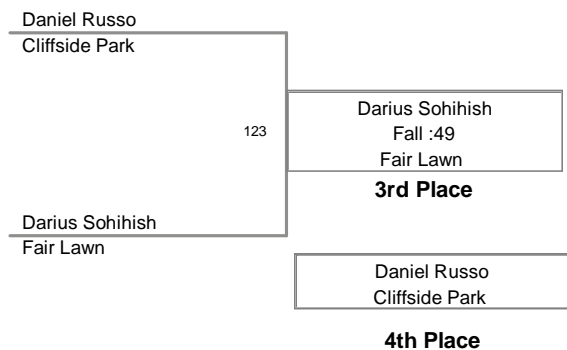 Daniel Russo
Cliffside Park
123
Darius Sohihish
Fall :49
Fair Lawn
3rd Place
Darius Sohihish
Fair Lawn
Daniel Russo
Cliffside Park
4th Place